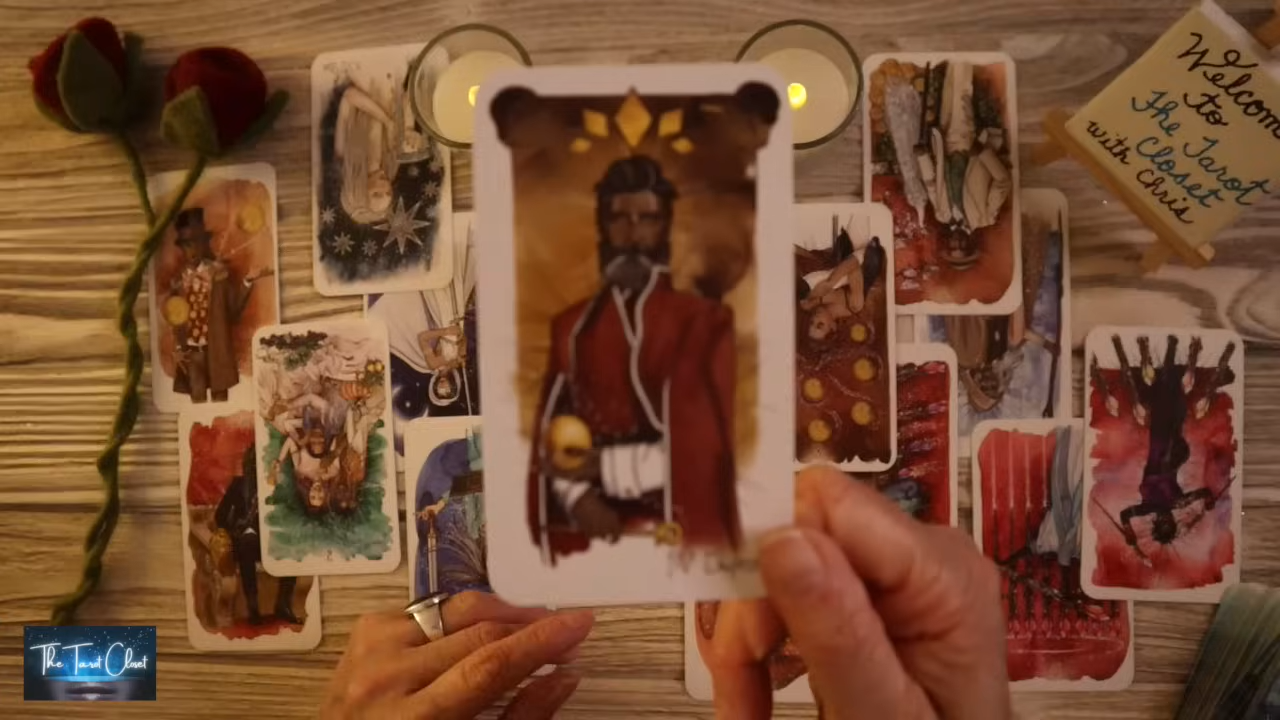 Welcome
to
The Tarot
Closet
with Chris
The Tarot Closet